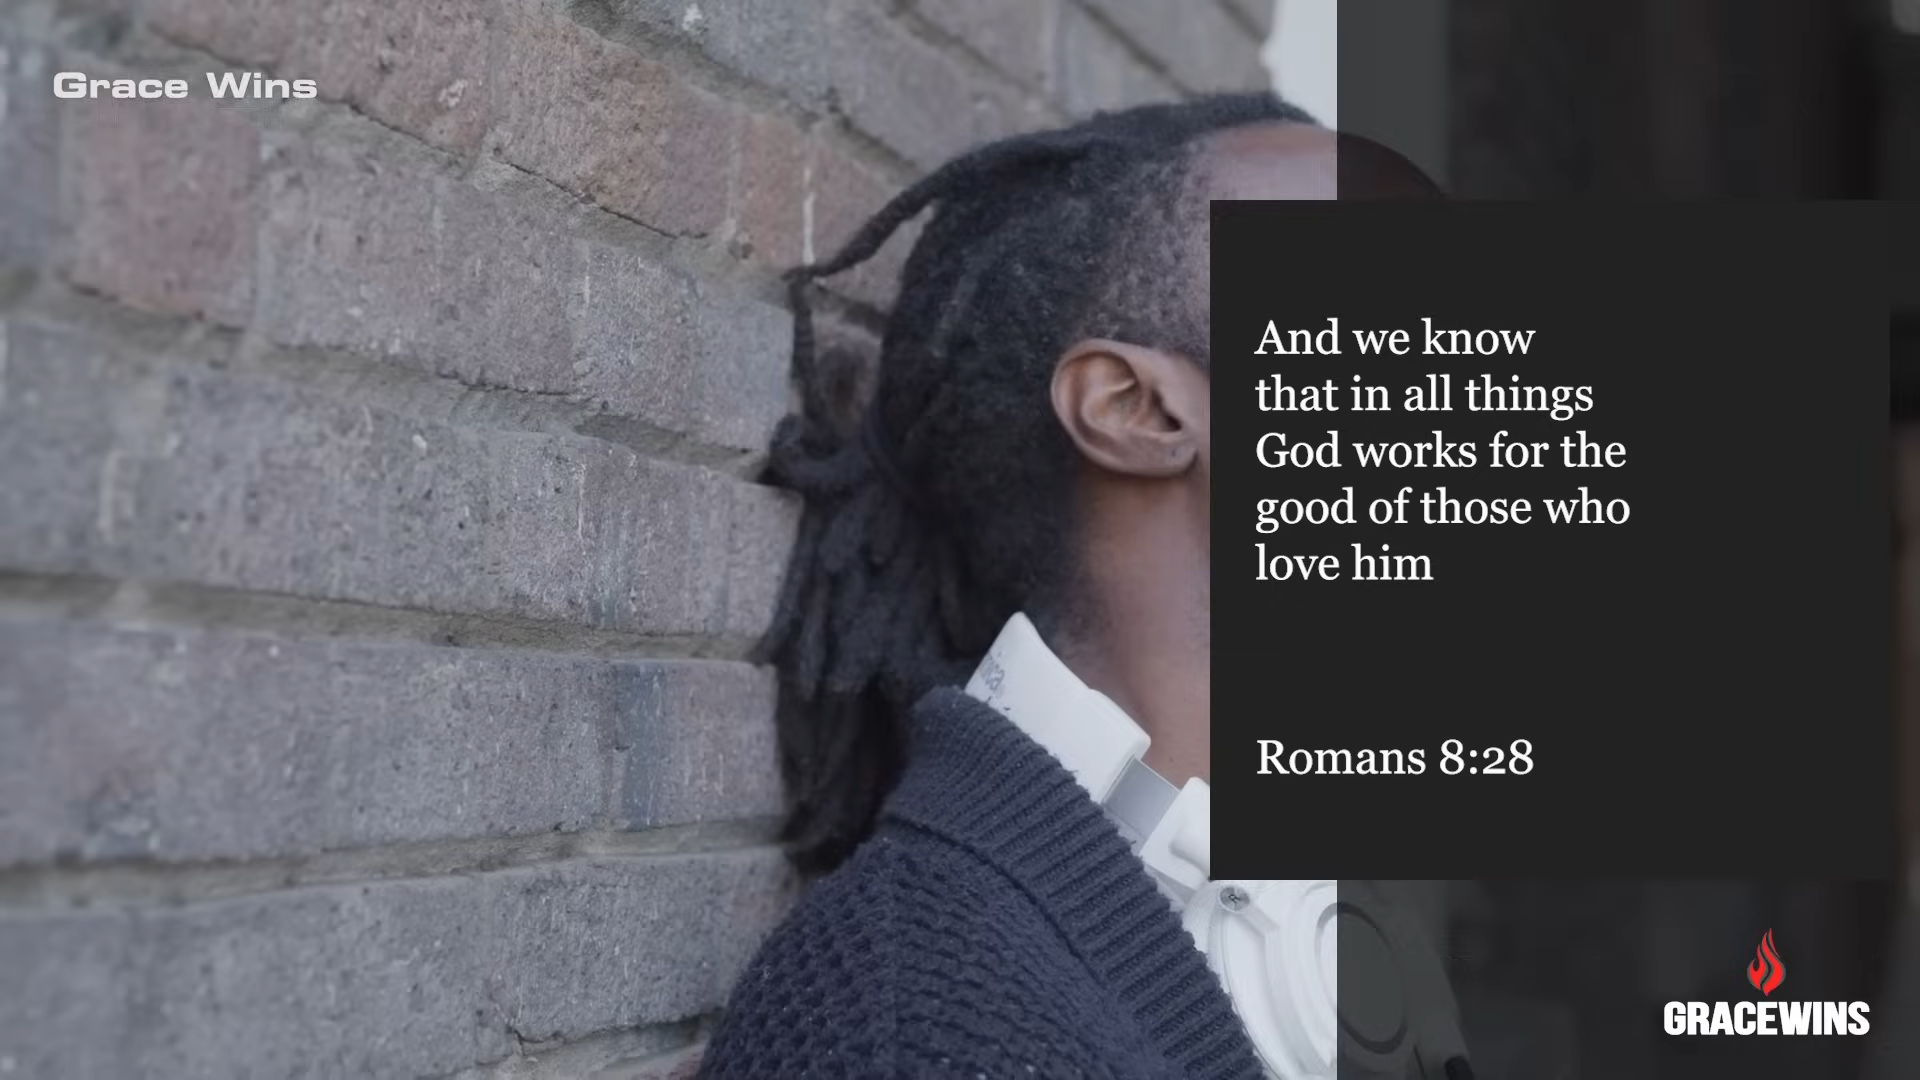 Grace Wins
And we know
that in all things
God works for the
good of those who
love him
Romans 8:28
GRACEWINS